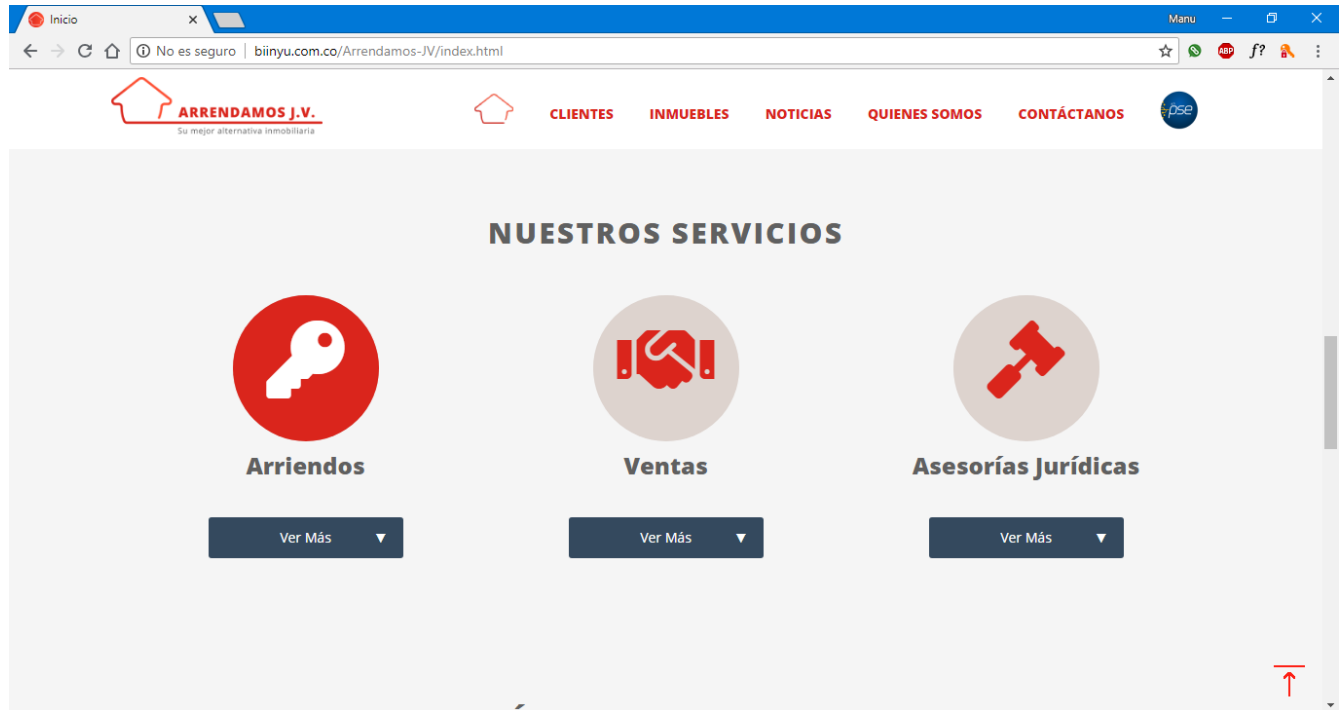 Inicio
Manu
No es seguro | biinyu.com.co/Arrendamos-JV/index.html
ABP
f?
ARRENDAMOS J.V.
Su mejor alternativa inmobiliaria
CLIENTES INMUEBLES NOTICIAS QUIENES SOMOS CONTÁCTANOS
pse
NUESTROS SERVICIOS
Arriendos Ventas Asesorías Jurídicas
Ver Más ▼ Ver Más ▼ Ver Más ▼